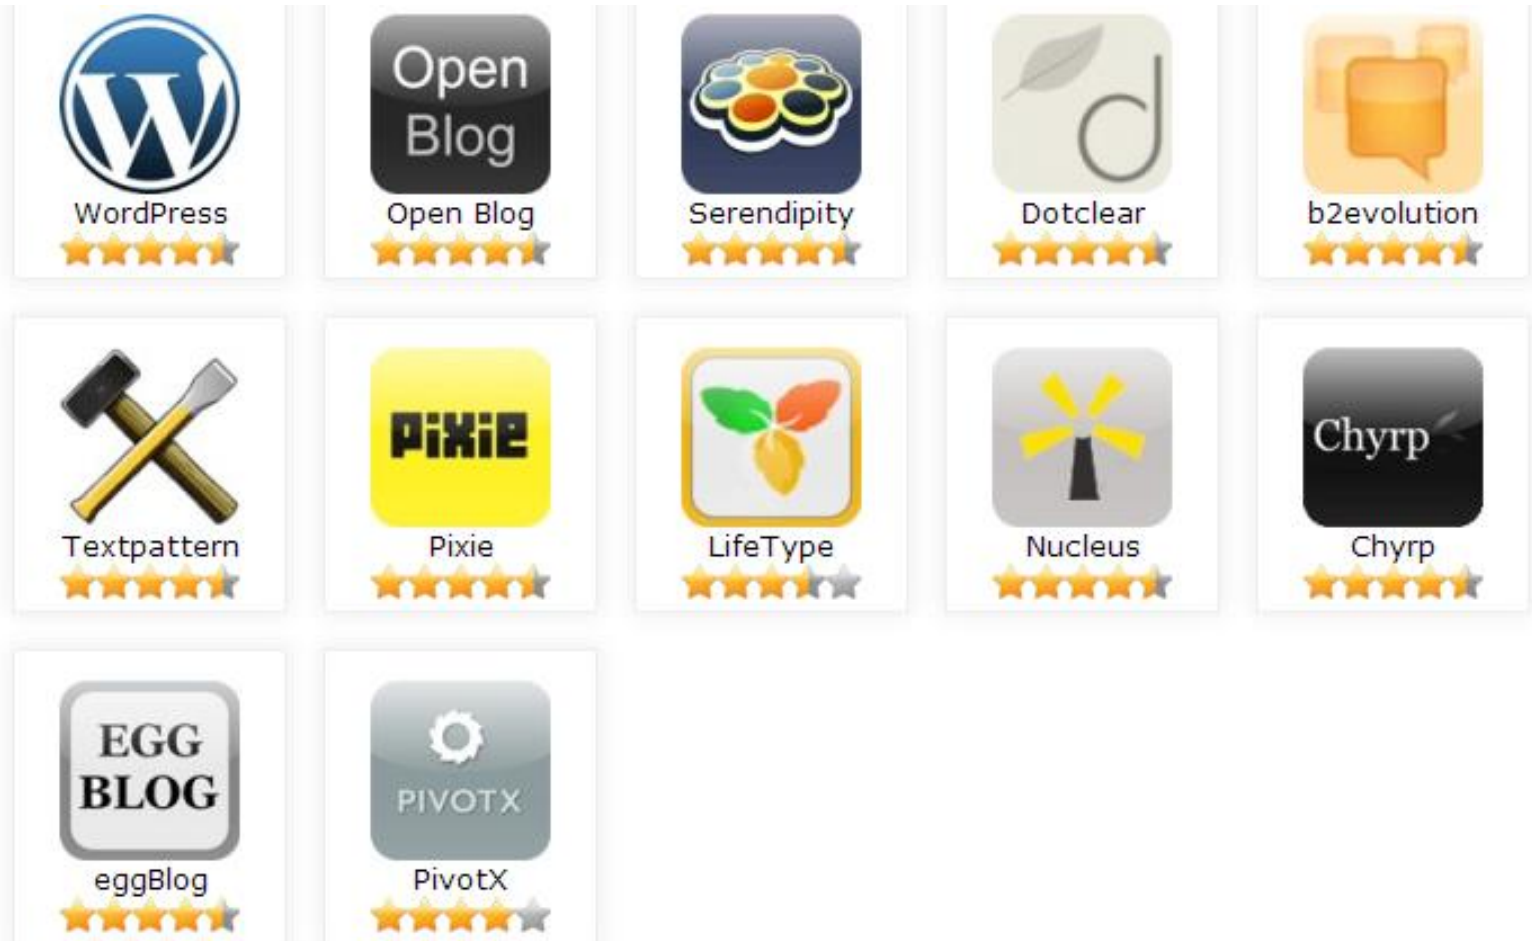 Open
Blog
d
WordPress
Open Blog
Serendipity
Dotclear
b2evolution
PiXiE
Chyrp
Textpattern
Pixie
LifeType
Nucleus
Chyrp
EGG
BLOG
PIVOTX
eggBlog
PivotX